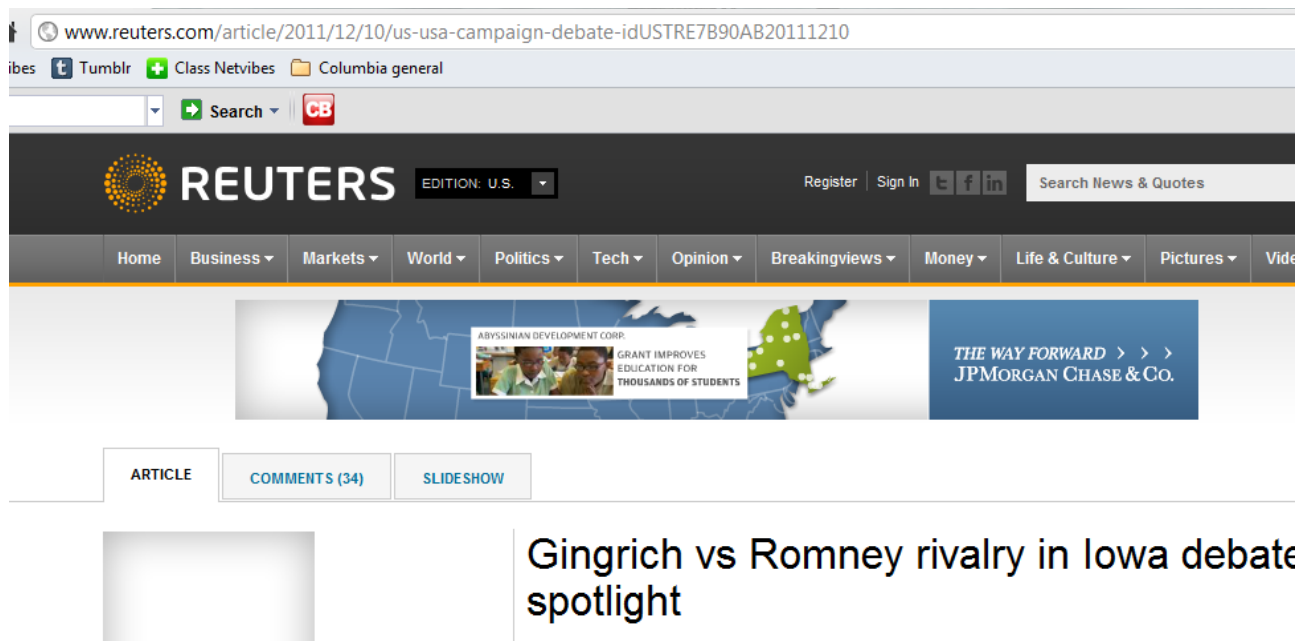 www.reuters.com/article/2011/12/10/us-usa-campaign-debate-idUSTRE7B90AB20111210
ibes t Tumblr Class Netvibes Columbia general
Search CB
REUTERS EDITION: U.S. Register Sign In t f in Search News & Quotes
Home Business Markets World Politics Tech Opinion Breakingviews Money Life & Culture Pictures Vide
ABYSSINIAN DEVELOPMENT CORP.
GRANT IMPROVES
EDUCATION FOR
THOUSANDS OF STUDENTS
THE WAY FORWARD > > >
JPMORGAN CHASE & CO.
ARTICLE COMMENTS (34) SLIDESHOW
Gingrich vs Romney rivalry in Iowa debate
spotlight